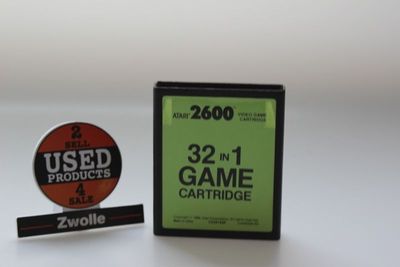 2
SELL
USED
PRODUCTS
4
SALE
Zwolle
ATARI 2600 VIDEO GAME
CARTRIDGE
32 IN 1
GAME
CARTRIDGE